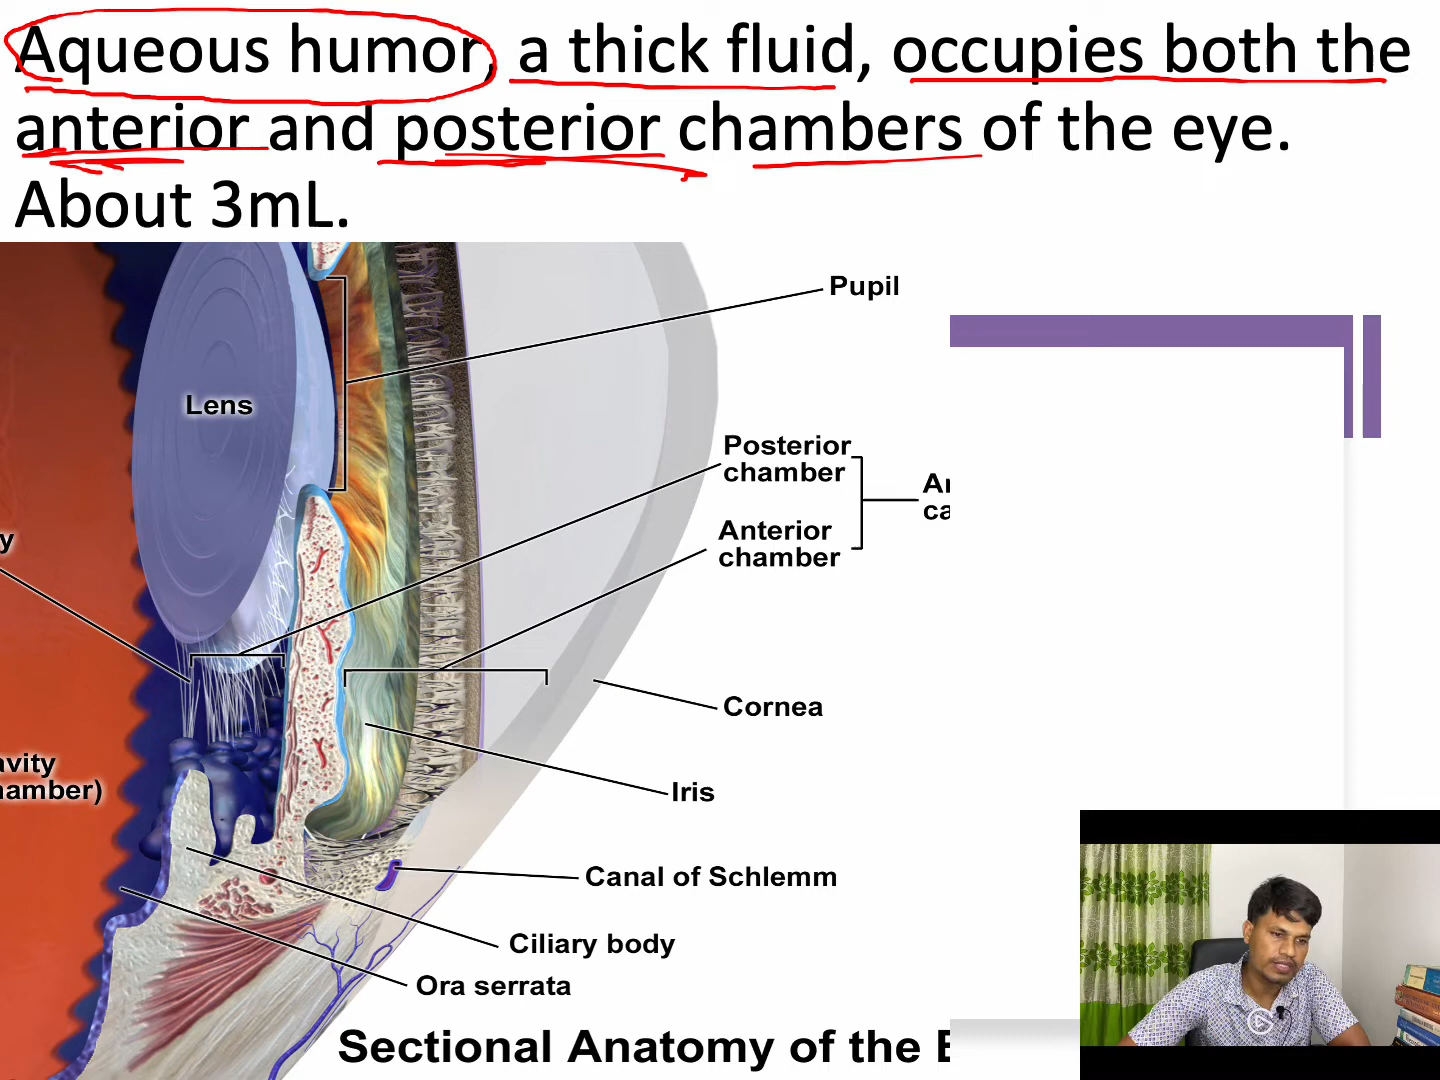 Aqueous humor, a thick fluid, occupies both the
anterior and posterior chambers of the eye.
About 3mL.
Pupil
Lens
Posterior
chamber
Anterior
chamber
Cornea
Iris
Canal of Schlemm
Ciliary body
Ora serrata
Sectional Anatomy of the